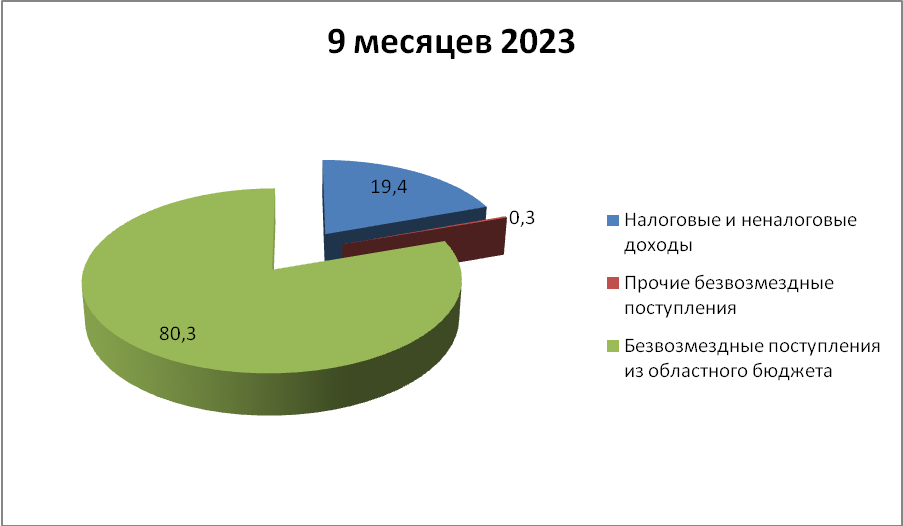 9 месяцев 2023
19,4
0,3
80,3
Налоговые и неналоговые
доходы
Прочие безвозмездные
поступления
Безвозмездные поступления
из областного бюджета